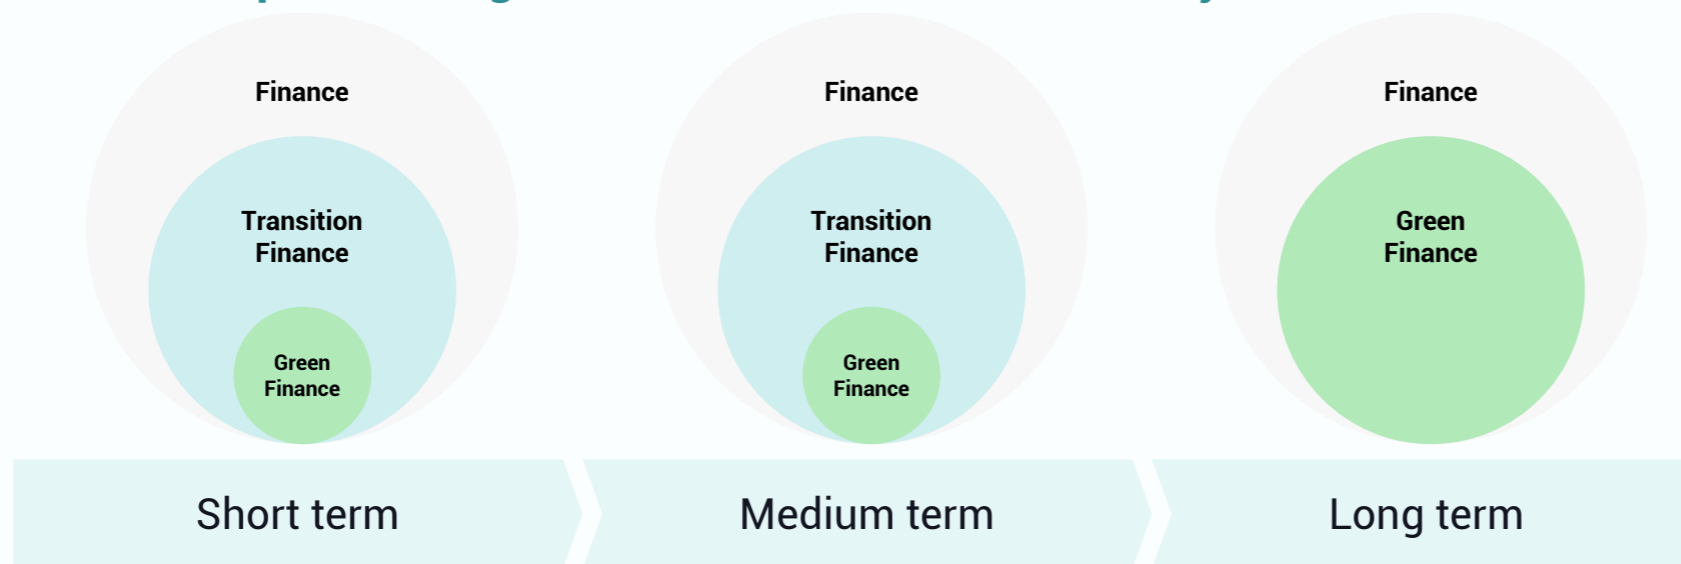 Finance
Transition
Finance
Green
Finance
Finance
Transition
Finance
Green
Finance
Finance
Green
Finance
Short term
Medium term
Long term